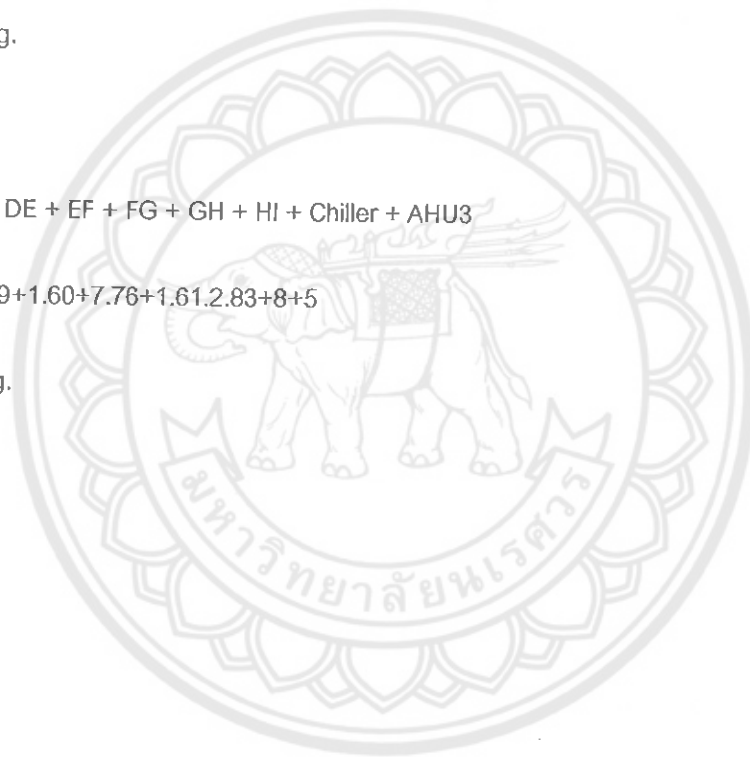 g.
DE + EF + FG + GH + HI + Chiller + AHU3
9+1.60+7.76+1.61.2.83+8+5
g.
มหาวิทยาลัยนเรศวร